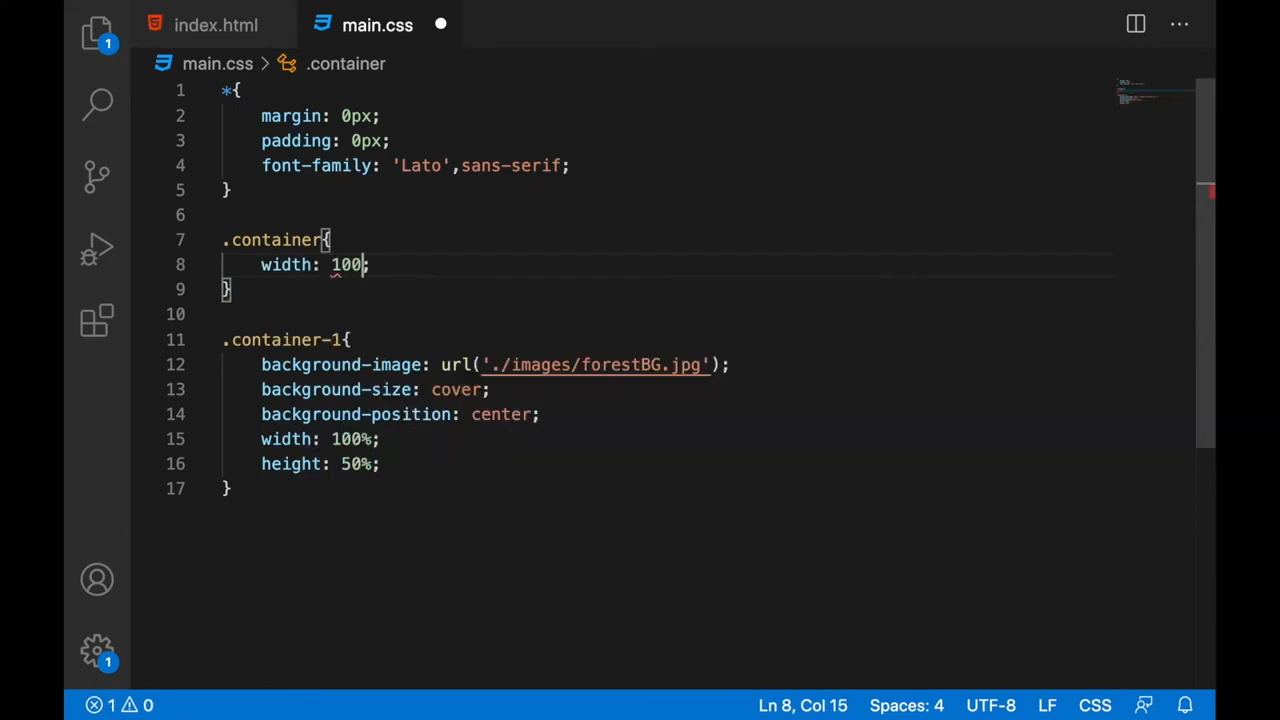 index.html
main.css
1
main.css > .container
1 *{
2 margin: 0px;
3 padding: 0px;
4 font-family: 'Lato',sans-serif;
5 }
6
7 .container{
8 width: 100;
9 }
10
11 .container-1{
12 background-image: url('./images/forestBG.jpg');
13 background-size: cover;
14 background-position: center;
15 width: 100%;
16 height: 50%;
17 }
1
1 0 Ln 8, Col 15 Spaces: 4 UTF-8 LF CSS